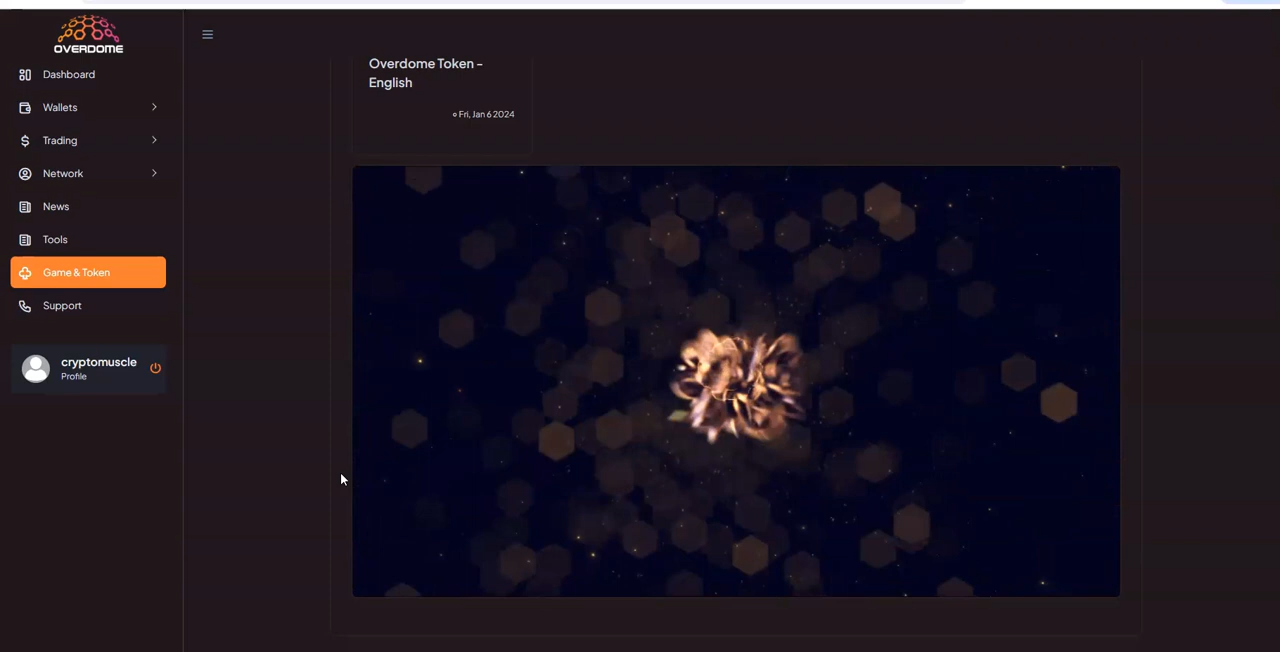 OVERDOME
Dashboard
Wallets
Trading
Network
News
Tools
Game & Token
Support
cryptomuscle
Profile
Overdome Token -
English
Fri, Jan 6 2024